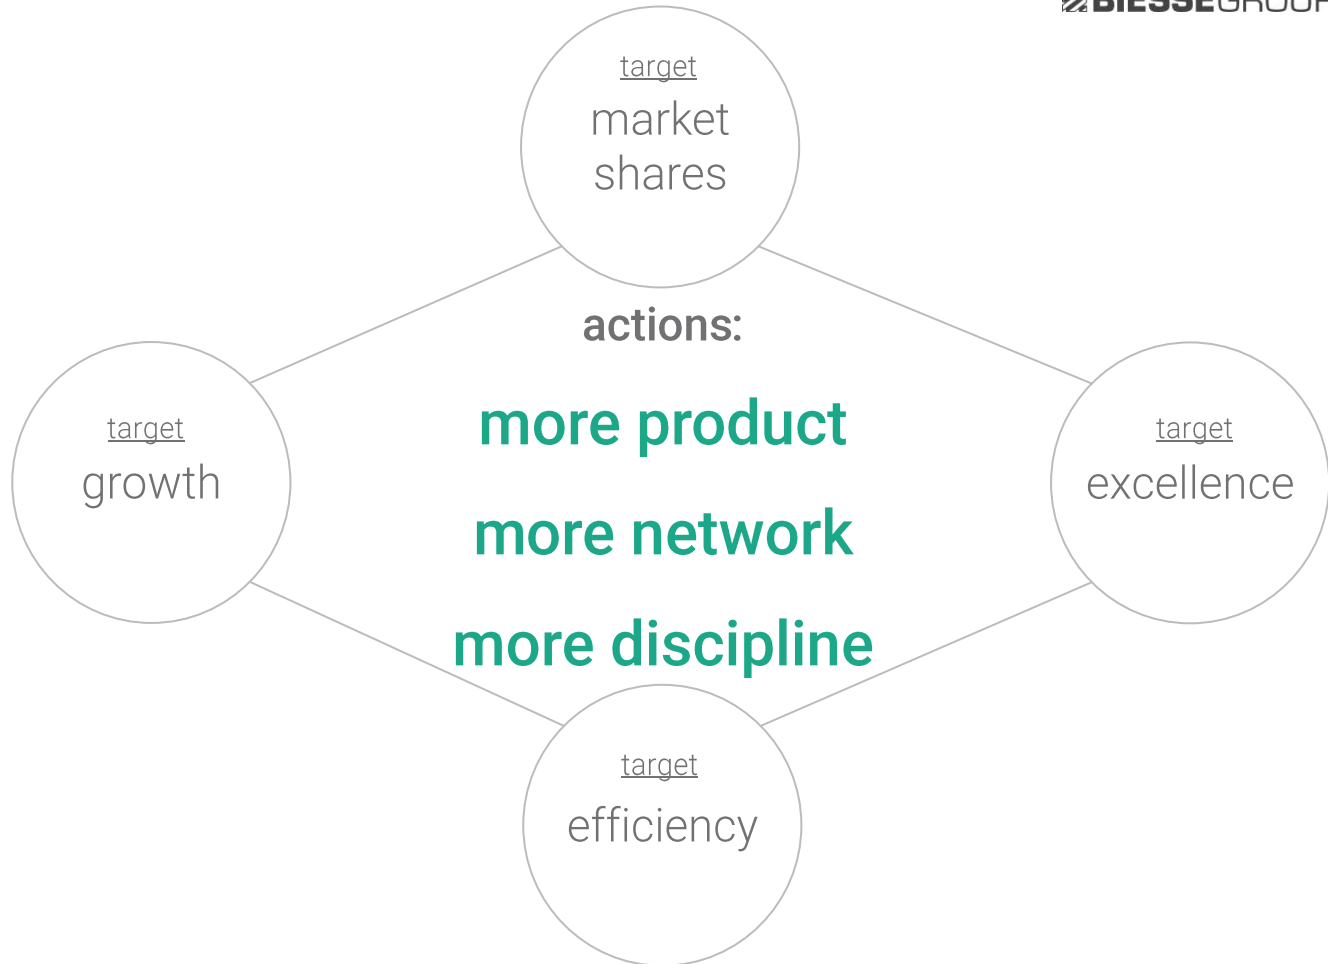 BIESSEGROUP
target
market
shares
actions:
more product
target
growth
target
excellence
more network
more discipline
target
efficiency